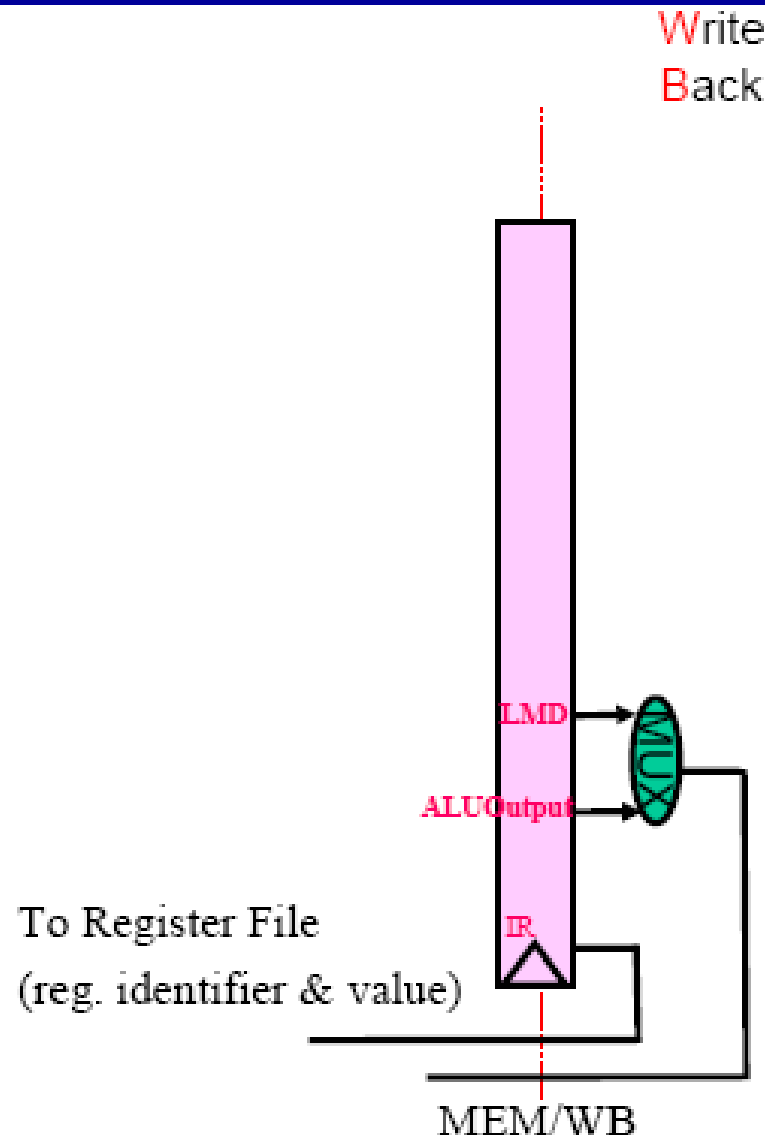 Write
Back
LMD
MUX
ALUOutput
IR
To Register File
(reg. identifier & value)
MEM/WB